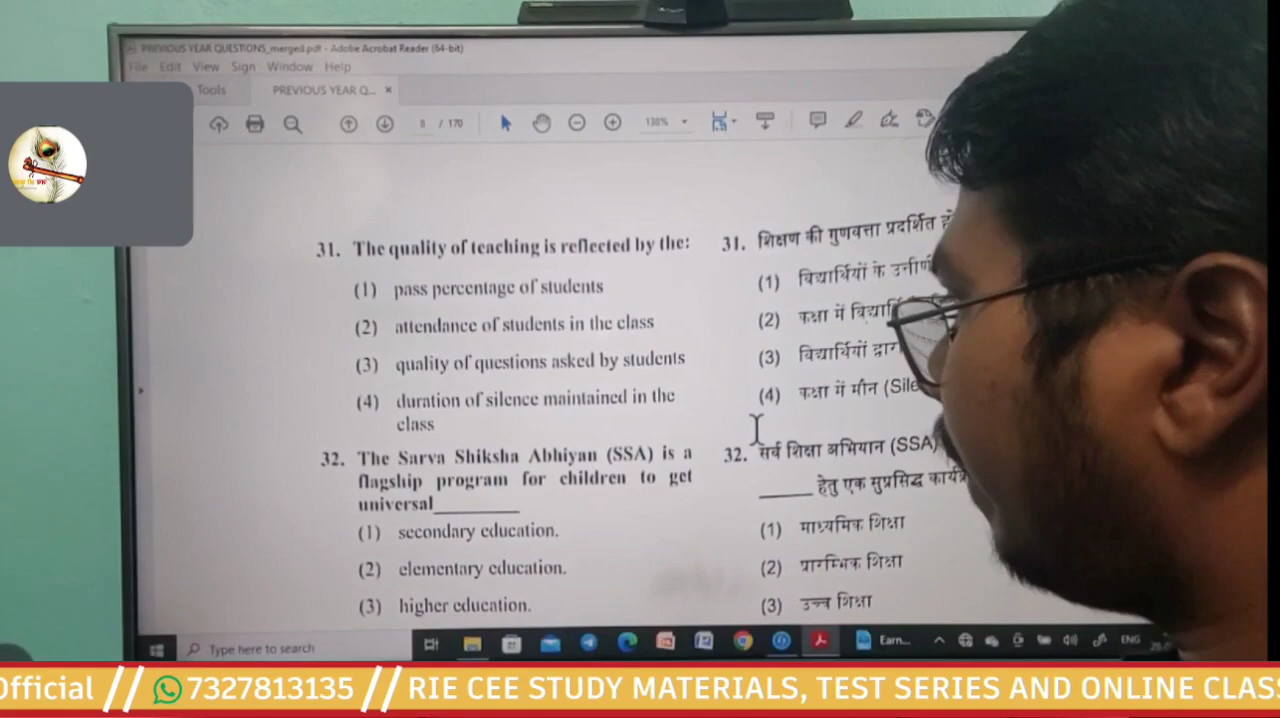 PREVIOUS YEAR QUESTIONS_merged.pdf - Adobe Acrobat Reader (64-bit)
File Edit View Sign Window Help
Tools PREVIOUS YEAR Q... ×
8 / 170 138%
31. The quality of teaching is reflected by the:
(1) pass percentage of students
(2) attendance of students in the class
(3) quality of questions asked by students
(4) duration of silence maintained in the
class
32. The Sarva Shiksha Abhiyan (SSA) is a
flagship program for children to get
universal________
(1) secondary education.
(2) elementary education.
(3) higher education.
31. शिक्षण की गुणवत्ता प्रदर्शित
(1) विद्यार्थियों के
(2) कक्षा में
(3) विद्यार्थियों
(4) कक्षा में मौन
32. सर्व शिक्षा अभियान (SSA)
_____ हेतु एक सुप्रसिद्ध
(1) माध्यमिक शिक्षा
(2) प्रारम्भिक शिक्षा
(3) उच्च शिक्षा
Type here to search Earn... ENG
Official // 7327813135 // RIE CEE STUDY MATERIALS, TEST SERIES AND ONLINE CLAS